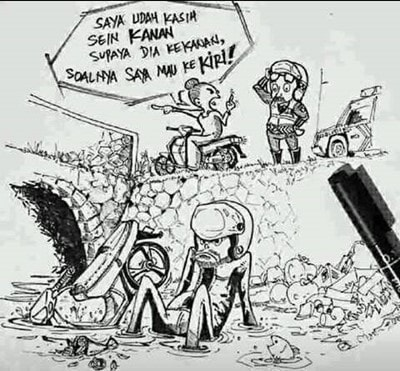 SAYA UDAH KASIH
SEIN KANAN
SUPAYA DIA KEKANAN,
SOALNYA SAYA MAU KE KIRI!